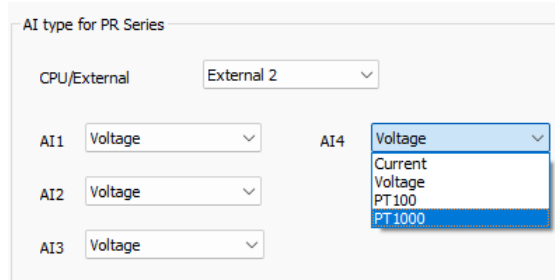 AI type for PR Series
CPU/External External 2
AI1 Voltage AI4 Voltage
Current
Voltage
PT100
PT1000
AI2 Voltage
AI3 Voltage